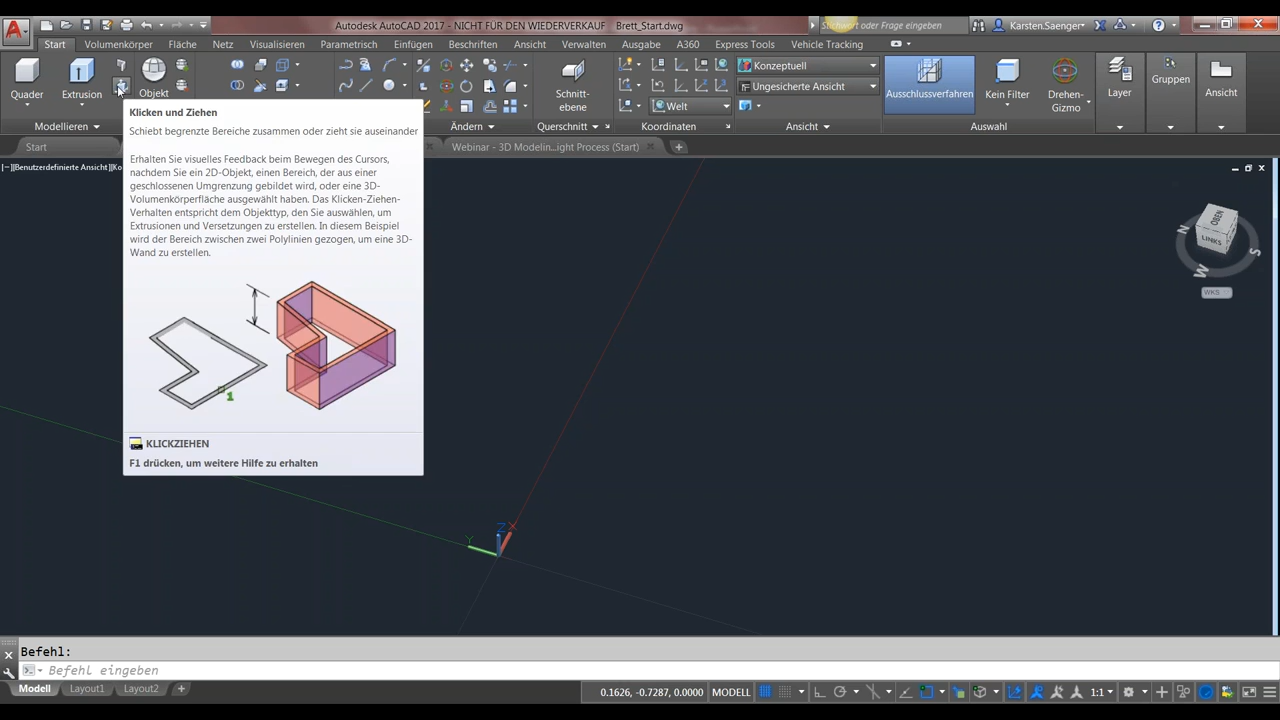 Autodesk AutoCAD 2017 - NICHT FÜR DEN WIEDERVERKAUF Brett_Start.dwg
Stichwort oder Frage eingeben
Karsten.Saenger
Start Volumenkörper Fläche Netz Visualisieren Parametrisch Einfügen Beschriften Ansicht Verwalten Ausgabe A360 Express Tools Vehicle Tracking
Quader
Extrusion
Objekt
Schnitt-
ebene
Konzeptuell
Ungesicherte Ansicht
Welt
Ausschlussverfahren
Kein Filter
Drehen-
Gizmo
Layer
Gruppen
Ansicht
Modellieren
Ändern
Querschnitt
Koordinaten
Ansicht
Auswahl
Start
Webinar - 3D Modelin...ight Process (Start)
[−]Benutzerdefinierte Ansicht][Ko
Klicken und Ziehen
Schiebt begrenzte Bereiche zusammen oder zieht sie auseinander
Erhalten Sie visuelles Feedback beim Bewegen des Cursors,
nachdem Sie ein 2D-Objekt, einen Bereich, der aus einer
geschlossenen Umgrenzung gebildet wird, oder eine 3D-
Volumenkörperfläche ausgewählt haben. Das Klicken-Ziehen-
Verhalten entspricht dem Objekttyp, den Sie auswählen, um
Extrusionen und Versetzungen zu erstellen. In diesem Beispiel
wird der Bereich zwischen zwei Polylinien gezogen, um eine 3D-
Wand zu erstellen.
1
KLICKZIEHEN
F1 drücken, um weitere Hilfe zu erhalten
OBEN
LINKS
N
S
W
WKS
Z
X
Y
Befehl:
Befehl eingeben
Modell Layout1 Layout2
0.1626, -0.7287, 0.0000 MODELL
1:1